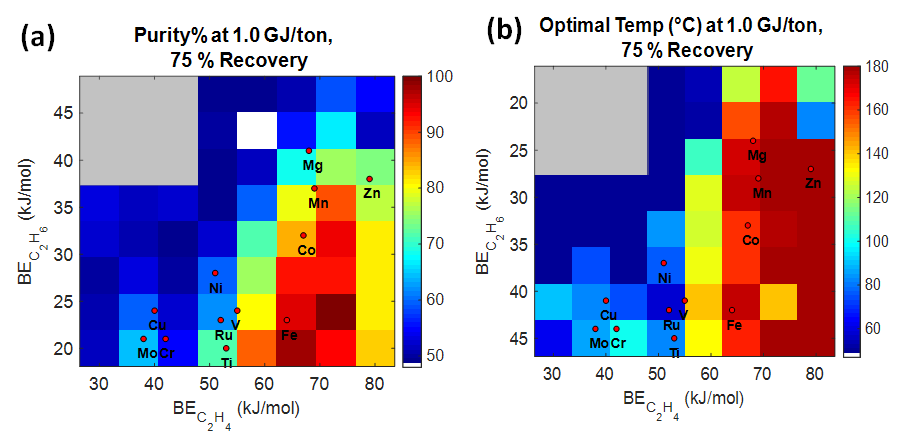 (a)
Purity% at 1.0 GJ/ton,
75 % Recovery
BE_C2H6 (kJ/mol)
45
40
35
30
25
20
30 40 50 60 70 80
BE_C2H4 (kJ/mol)
100
90
80
70
60
50
Mg
Zn
Mn
Co
Ni
Cu
V
Ru
Fe
Mo Cr
Ti
(b)
Optimal Temp (°C) at 1.0 GJ/ton,
75 % Recovery
BE_C2H6 (kJ/mol)
20
25
30
35
40
45
30 40 50 60 70 80
BE_C2H4 (kJ/mol)
180
160
140
120
100
80
60
Mg
Zn
Mn
Co
Ni
Cu
V
Ru
Fe
Mo Cr
Ti